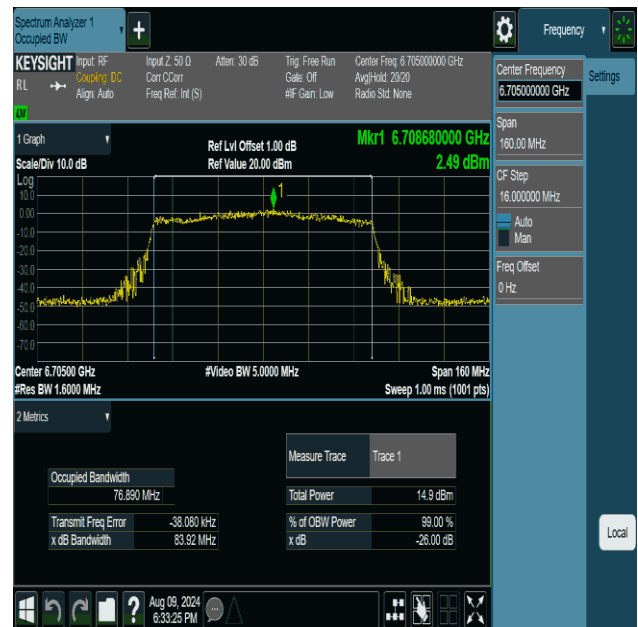 Spectrum Analyzer 1
Occupied BW
Frequency
KEYSIGHT Input: RF Input Z: 50 Ω Atten: 30 dB Trig: Free Run Center Freq: 6.705000000 GHz
RL Coupling: DC Corr CCorr Gate: Off Avg|Hold: 20/20
Align: Auto Freq Ref: Int (S) #IF Gain: Low Radio Std: None
Center Frequency
6.705000000 GHz
Settings
Span
160.00 MHz
CF Step
16.000000 MHz
Auto
Man
Freq Offset
0 Hz
Local
1 Graph
Ref Lvl Offset 1.00 dB
Mkr1 6.708680000 GHz
Scale/Div 10.0 dB
Ref Value 20.00 dBm
2.49 dBm
Log
10.0
0.00
-10.0
-20.0
-30.0
-40.0
-50.0
-60.0
-70.0
1
Center 6.70500 GHz #Video BW 5.0000 MHz Span 160 MHz
#Res BW 1.6000 MHz Sweep 1.00 ms (1001 pts)
2 Metrics
Measure Trace Trace 1
Occupied Bandwidth
76.890 MHz
Total Power 14.9 dBm
Transmit Freq Error -38.080 kHz % of OBW Power 99.00 %
x dB Bandwidth 83.92 MHz x dB -26.00 dB
? Aug 09, 2024
6:33:25 PM